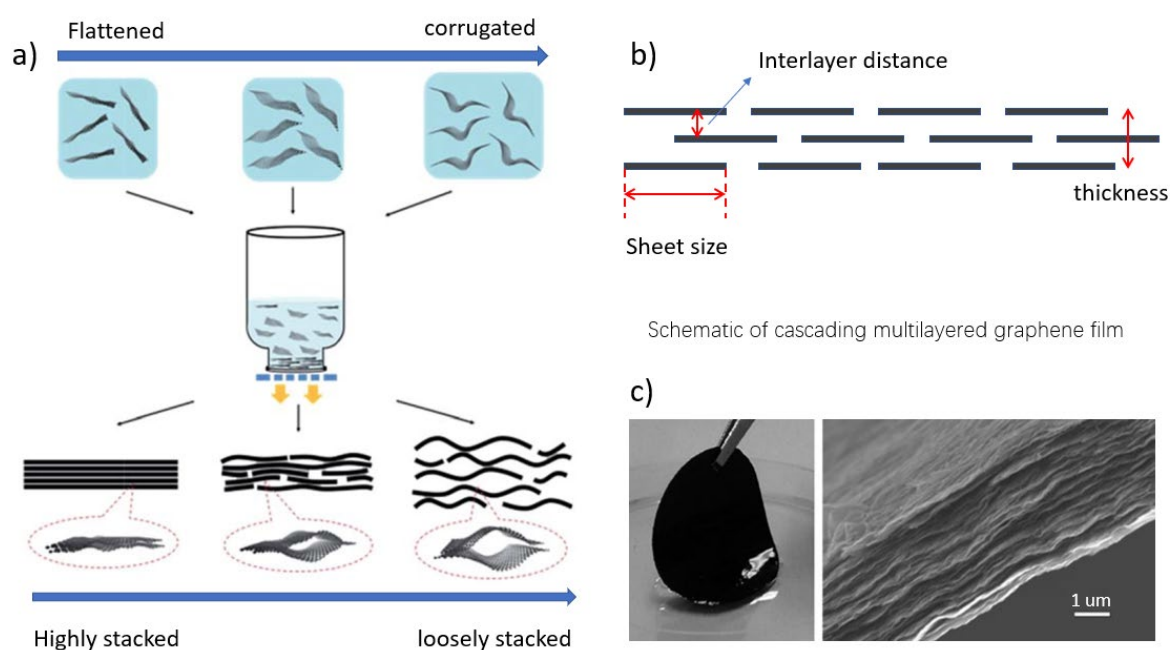 a)
Flattened
corrugated
Highly stacked
loosely stacked
b)
Interlayer distance
thickness
Sheet size
Schematic of cascading multilayered graphene film
c)
1 um